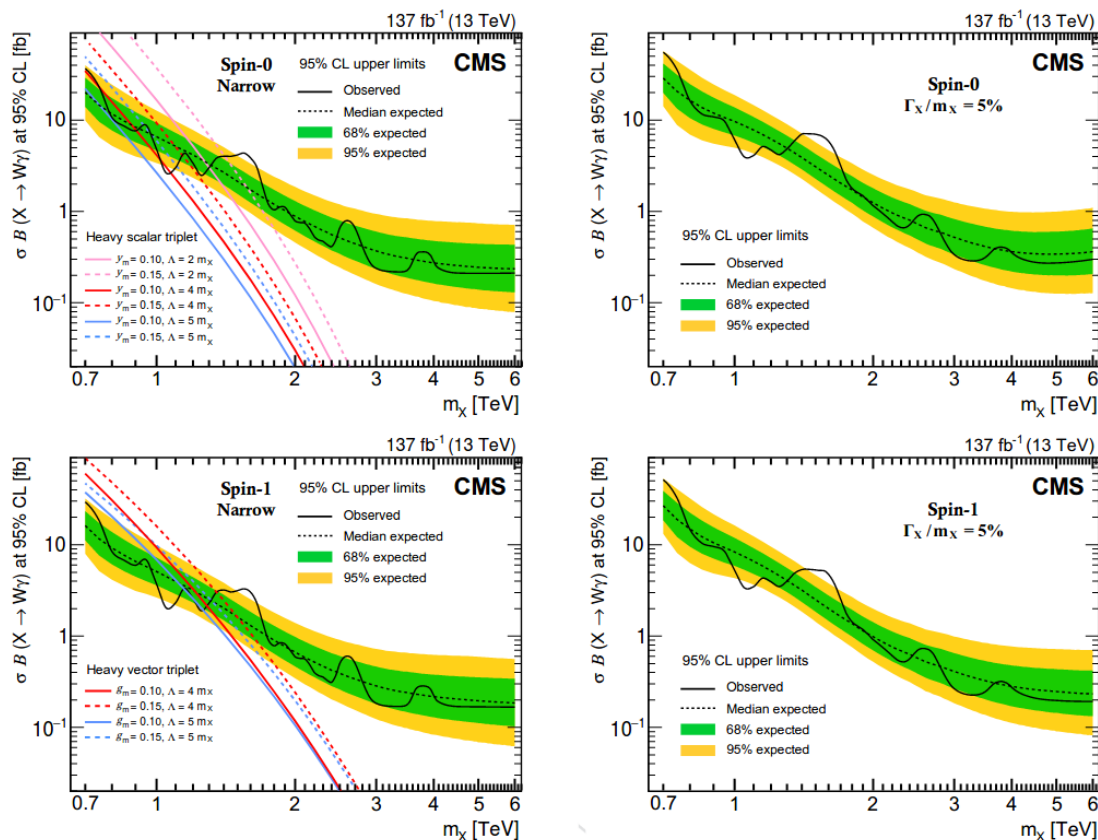 137 fb⁻¹ (13 TeV)
CMS
Spin-0
Narrow
95% CL upper limits
Observed
Median expected
68% expected
95% expected
Heavy scalar triplet
yₘ = 0.10, Λ = 2 mₓ
yₘ = 0.15, Λ = 2 mₓ
yₘ = 0.10, Λ = 4 mₓ
yₘ = 0.15, Λ = 4 mₓ
yₘ = 0.10, Λ = 5 mₓ
yₘ = 0.15, Λ = 5 mₓ
σ B (X → Wγ) at 95% CL [fb]
10
1
10⁻¹
0.7 1 2 3 4 5 6
m_X [TeV]
137 fb⁻¹ (13 TeV)
CMS
Spin-0
Γ_X/m_X = 5%
95% CL upper limits
Observed
Median expected
68% expected
95% expected
σ B (X → Wγ) at 95% CL [fb]
10
1
10⁻¹
0.7 1 2 3 4 5 6
m_X [TeV]
137 fb⁻¹ (13 TeV)
CMS
Spin-1
Narrow
95% CL upper limits
Observed
Median expected
68% expected
95% expected
Heavy vector triplet
gₘ = 0.10, Λ = 4 mₓ
gₘ = 0.15, Λ = 4 mₓ
gₘ = 0.10, Λ = 5 mₓ
gₘ = 0.15, Λ = 5 mₓ
σ B (X → Wγ) at 95% CL [fb]
10
1
10⁻¹
0.7 1 2 3 4 5 6
m_X [TeV]
137 fb⁻¹ (13 TeV)
CMS
Spin-1
Γ_X/m_X = 5%
95% CL upper limits
Observed
Median expected
68% expected
95% expected
σ B (X → Wγ) at 95% CL [fb]
10
1
10⁻¹
0.7 1 2 3 4 5 6
m_X [TeV]